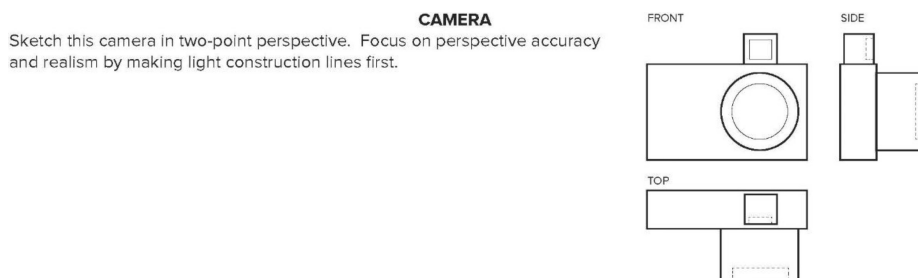 CAMERA
Sketch this camera in two-point perspective.  Focus on perspective accuracy
and realism by making light construction lines first.
FRONT
SIDE
TOP